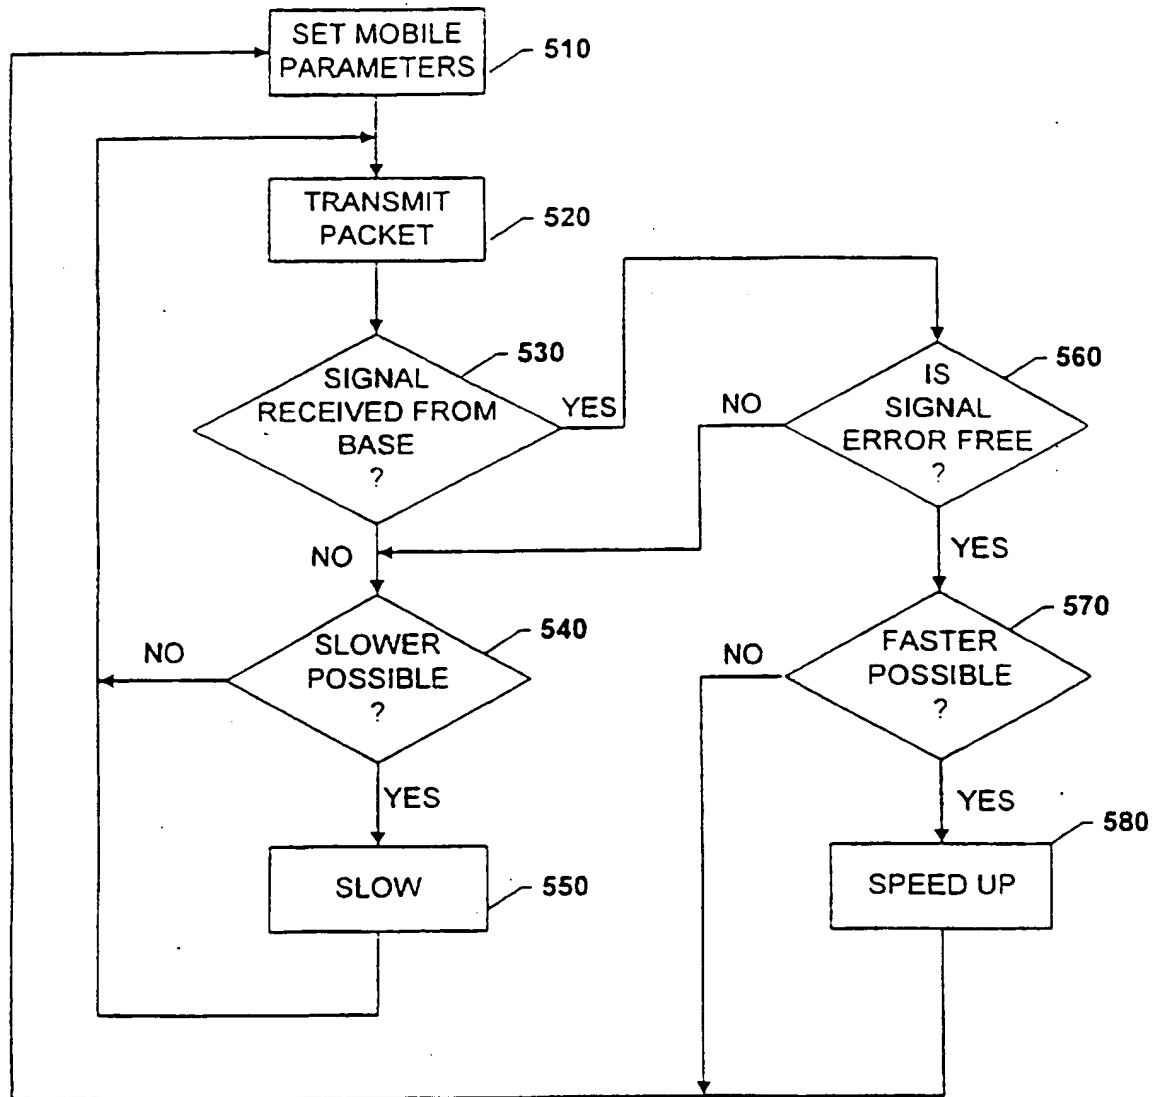 SET MOBILE
PARAMETERS
510
TRANSMIT
PACKET
520
SIGNAL
RECEIVED FROM
BASE
?
530
YES
NO
IS
SIGNAL
ERROR FREE
?
560
NO
YES
SLOWER
POSSIBLE
?
540
NO
YES
FASTER
POSSIBLE
?
570
NO
YES
SLOW
550
SPEED UP
580